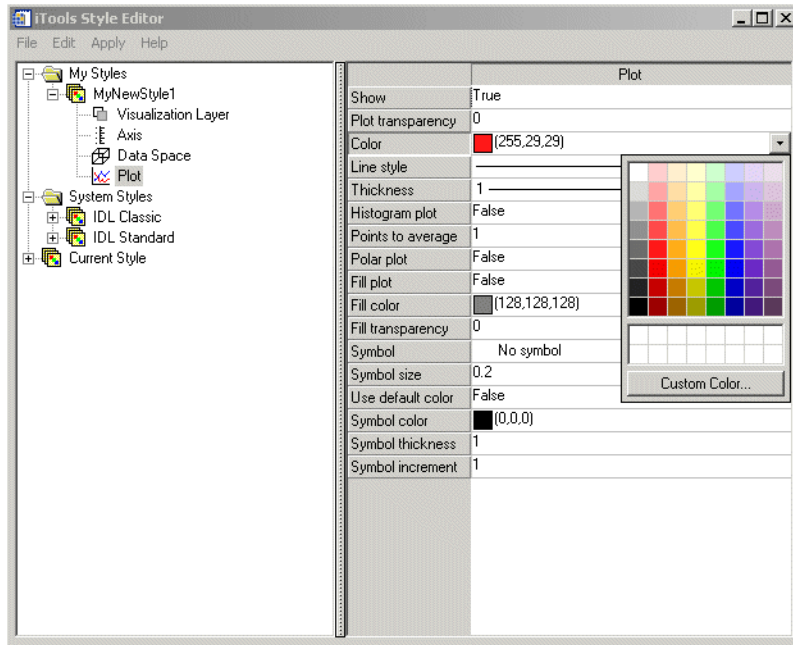 iTools Style Editor
File Edit Apply Help
My Styles
MyNewStyle1
Visualization Layer
Axis
Data Space
Plot
System Styles
IDL Classic
IDL Standard
Current Style
Plot
Show True
Plot transparency 0
Color (255,29,29)
Line style
Thickness 1
Histogram plot False
Points to average 1
Polar plot False
Fill plot False
Fill color (128,128,128)
Fill transparency 0
Symbol No symbol
Symbol size 0.2
Use default color False
Symbol color (0,0,0)
Symbol thickness 1
Symbol increment 1
Custom Color...